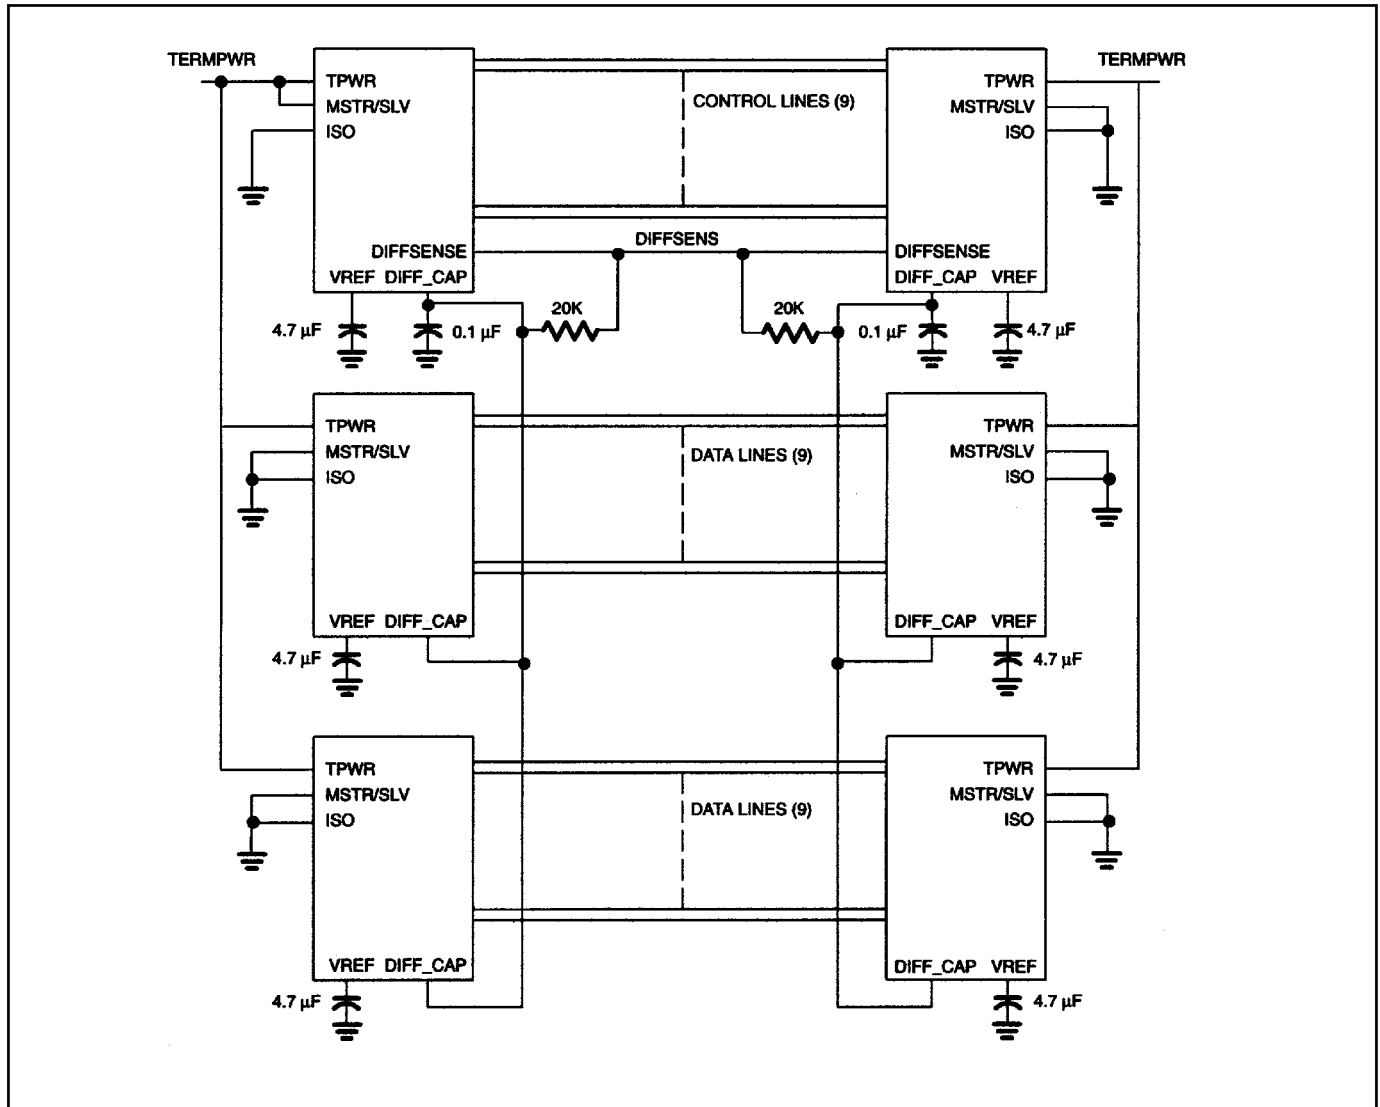 TERMPWR
TERMPWR
TPWR
MSTR/SLV
ISO
CONTROL LINES (9)
TPWR
MSTR/SLV
ISO
DIFFSENSE
DIFFSENS
DIFFSENSE
VREF DIFF_CAP
DIFF_CAP VREF
4.7 µF
0.1 µF
20K
20K
0.1 µF
4.7 µF
TPWR
MSTR/SLV
ISO
DATA LINES (9)
TPWR
MSTR/SLV
ISO
VREF DIFF_CAP
DIFF_CAP VREF
4.7 µF
4.7 µF
TPWR
MSTR/SLV
ISO
DATA LINES (9)
TPWR
MSTR/SLV
ISO
VREF DIFF_CAP
DIFF_CAP VREF
4.7 µF
4.7 µF